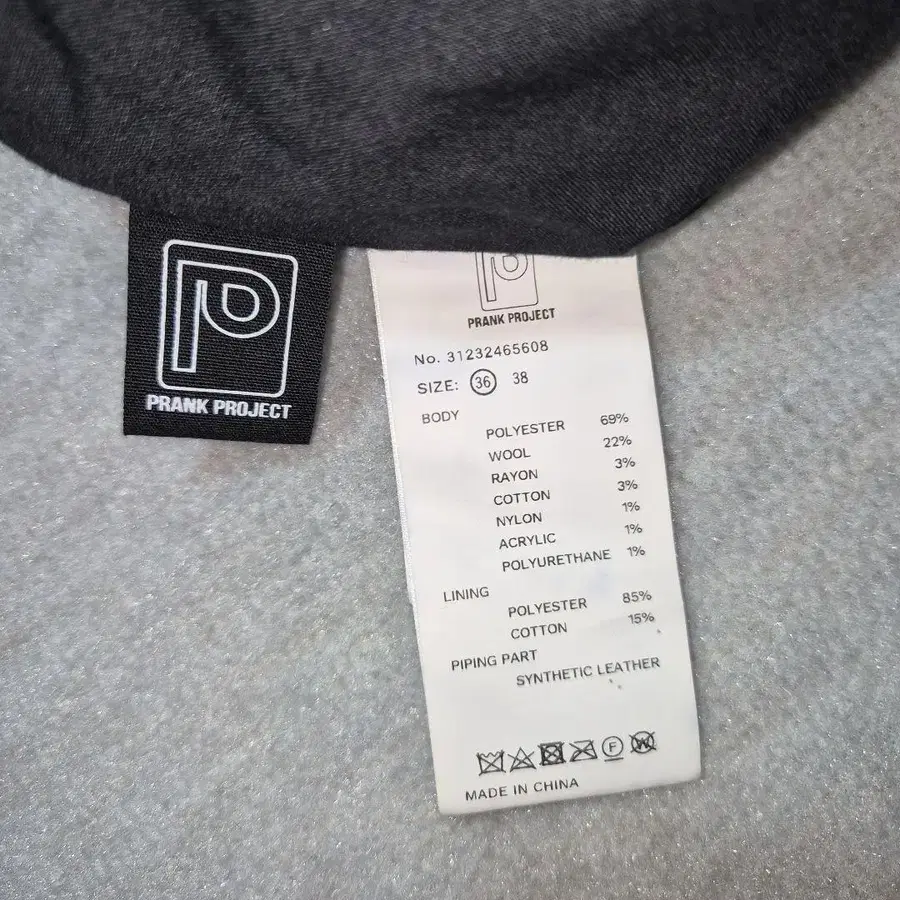 P
PRANK PROJECT
P
PRANK PROJECT
No. 31232465608
SIZE: 36 38
BODY
POLYESTER 69%
WOOL 22%
RAYON 3%
COTTON 3%
NYLON 1%
ACRYLIC 1%
POLYURETHANE 1%
LINING
POLYESTER 85%
COTTON 15%
PIPING PART
SYNTHETIC LEATHER
F W
MADE IN CHINA